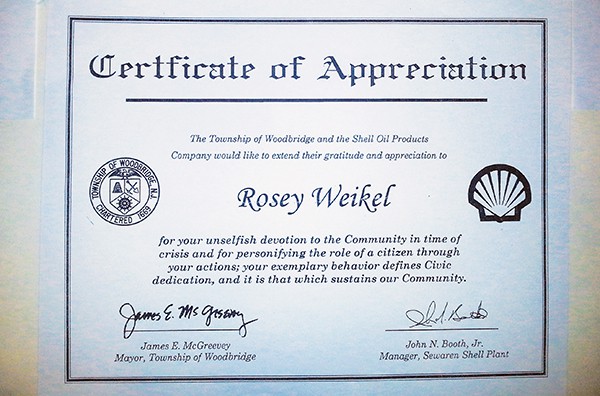 Certficate of Appreciation
The Township of Woodbridge and the Shell Oil Products
Company would like to extend their gratitude and appreciation to
TOWNSHIP OF WOODBRIDGE, N.J.
CHARTERED 1669
Rosey Weikel
for your unselfish devotion to the Community in time of
crisis and for personifying the role of a citizen through
your actions; your exemplary behavior defines Civic
dedication, and it is that which sustains our Community.
James E. McGreevey
James E. McGreevey
Mayor, Township of Woodbridge
John N. Booth, Jr.
Manager, Sewaren Shell Plant